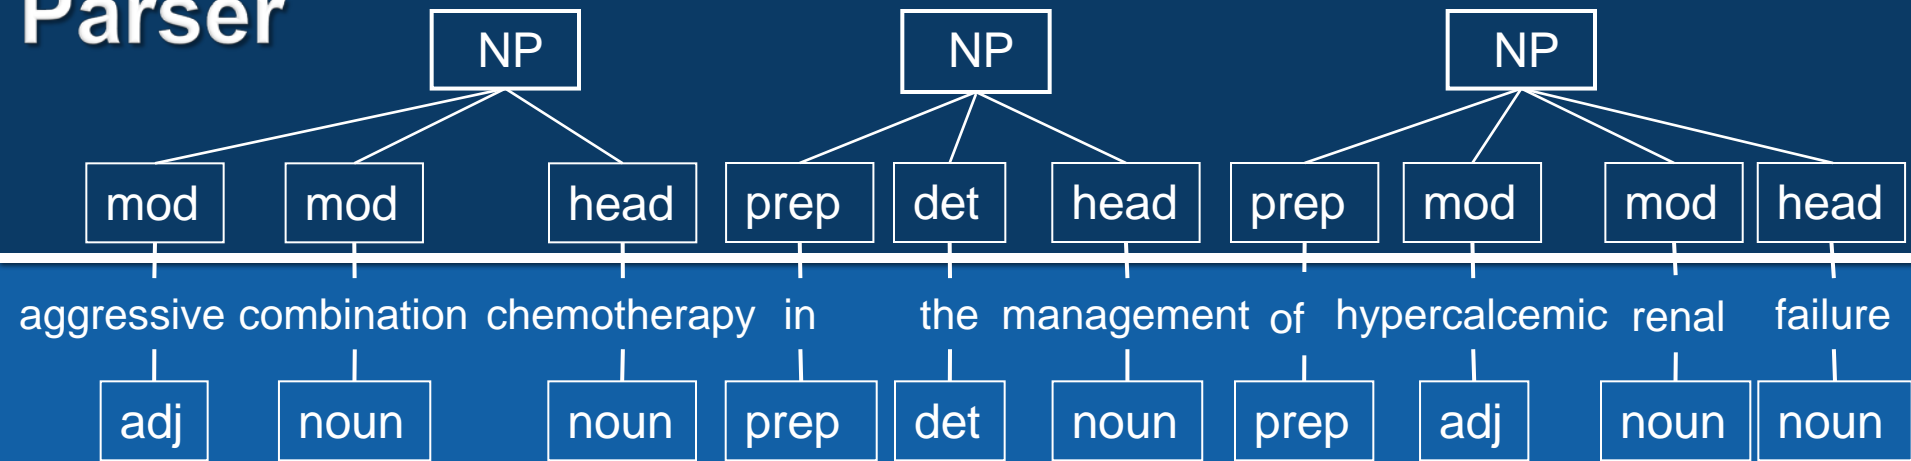 Parser
NP NP NP
mod mod head prep det head prep mod mod head
aggressive combination chemotherapy in the management of hypercalcemic renal failure
adj noun noun prep det noun prep adj noun noun